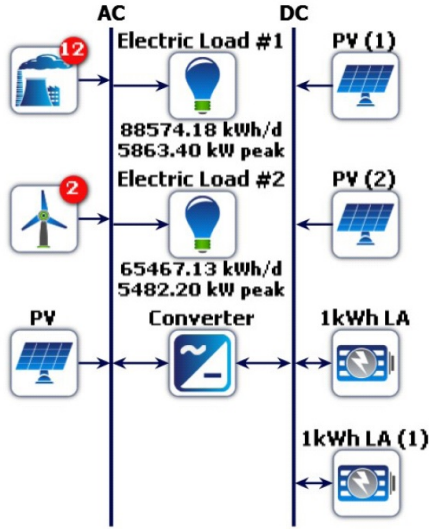 AC
DC
12
Electric Load #1
PV (1)
88574.18 kWh/d
5863.40 kW peak
2
Electric Load #2
PV (2)
65467.13 kWh/d
5482.20 kW peak
PV
Converter
1kWh LA
1kWh LA (1)